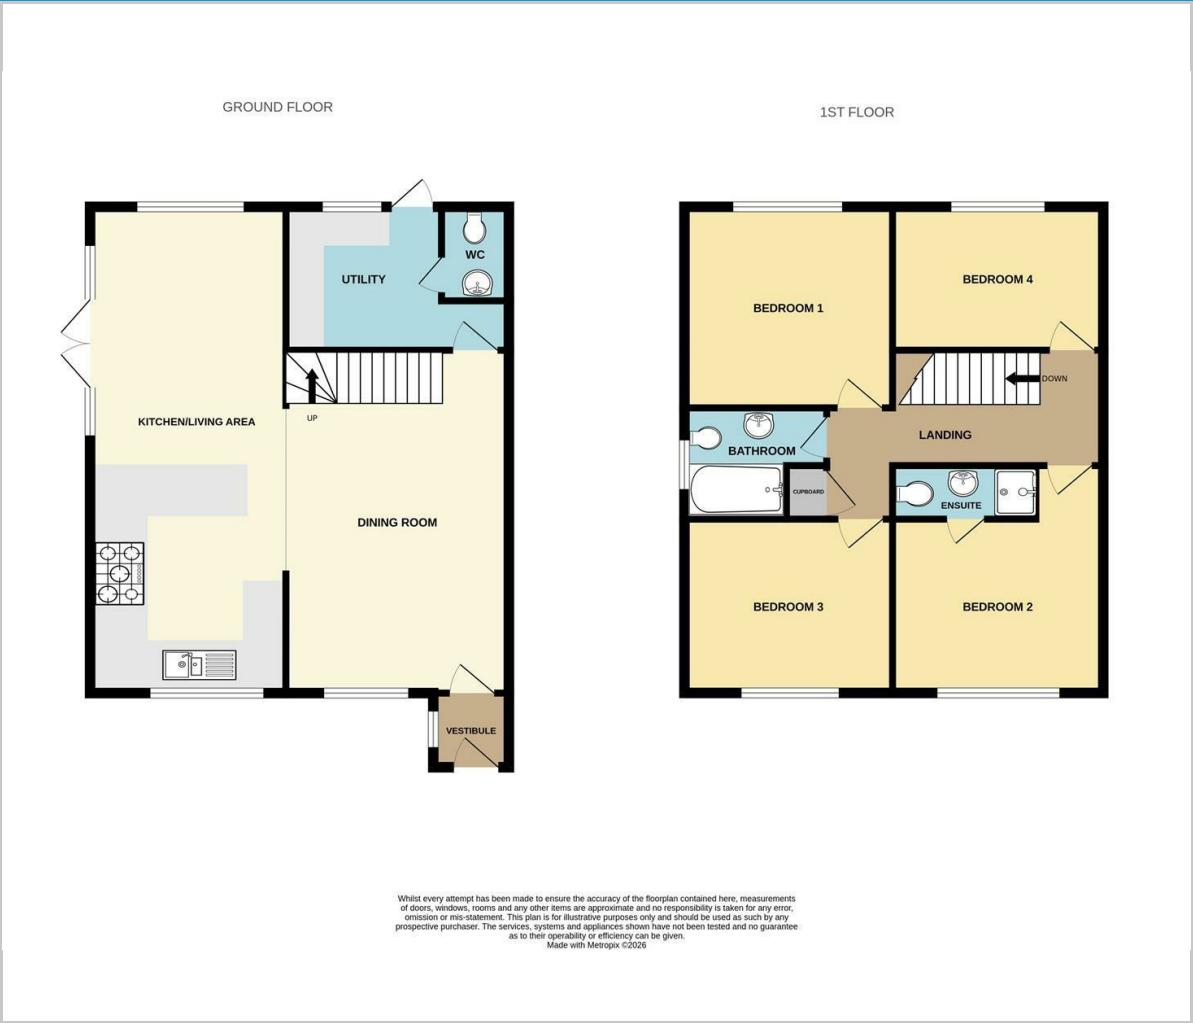 GROUND FLOOR
1ST FLOOR
UTILITY
WC
KITCHEN/LIVING AREA
UP
DINING ROOM
VESTIBULE
BEDROOM 1
BEDROOM 4
DOWN
LANDING
BATHROOM
CUPBOARD
ENSUITE
BEDROOM 3
BEDROOM 2
Whilst every attempt has been made to ensure the accuracy of the floorplan contained here, measurements
of doors, windows, rooms and any other items are approximate and no responsibility is taken for any error,
omission or mis-statement. This plan is for illustrative purposes only and should be used as such by any
prospective purchaser. The services, systems and appliances shown have not been tested and no guarantee
as to their operability or efficiency can be given.
Made with Metropix ©2026